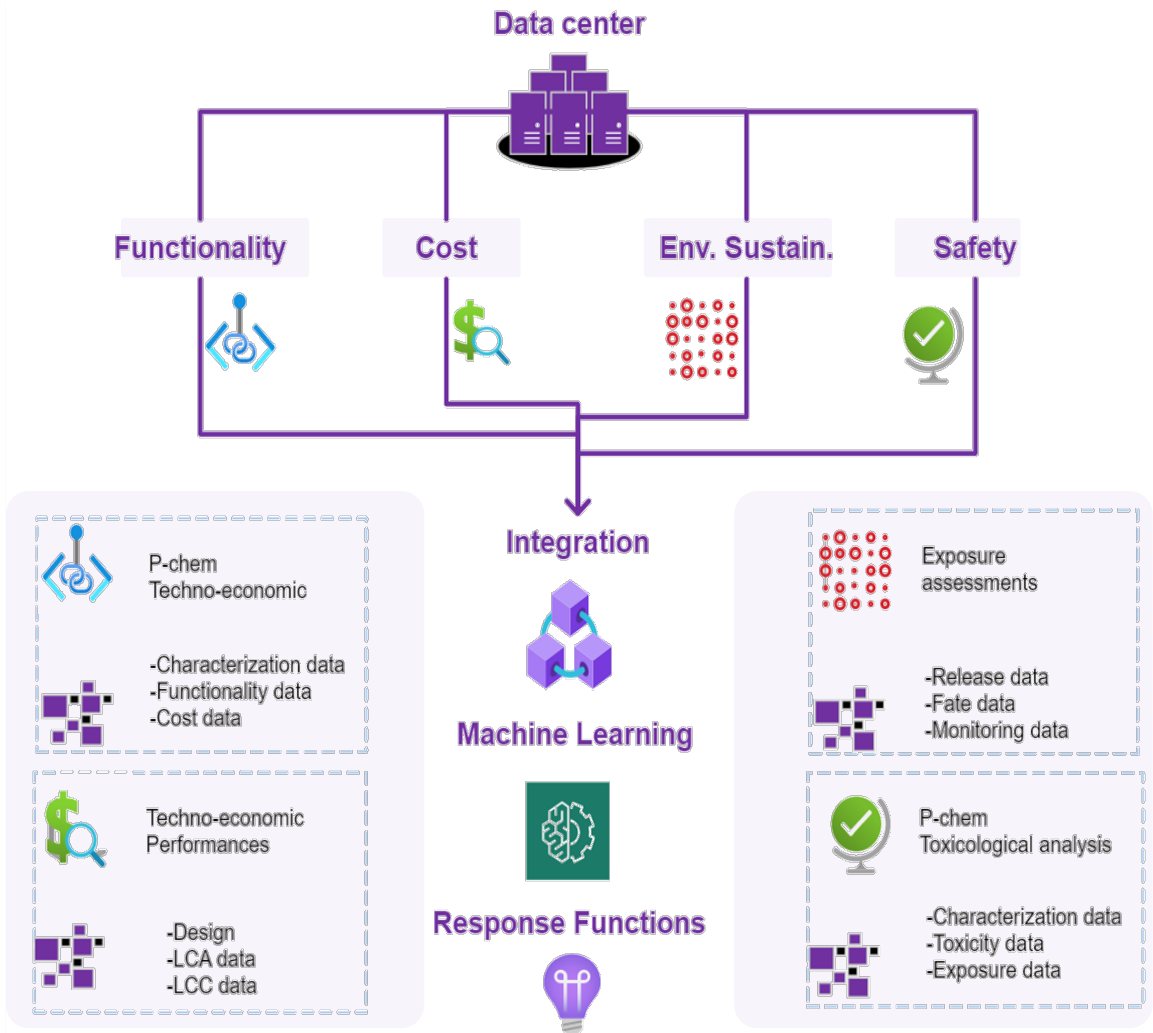 Data center
Functionality
Cost
Env. Sustain.
Safety
Integration
Machine Learning
Response Functions
P-chem
Techno-economic
-Characterization data
-Functionality data
-Cost data
Techno-economic
Performances
-Design
-LCA data
-LCC data
Exposure
assessments
-Release data
-Fate data
-Monitoring data
P-chem
Toxicological analysis
-Characterization data
-Toxicity data
-Exposure data